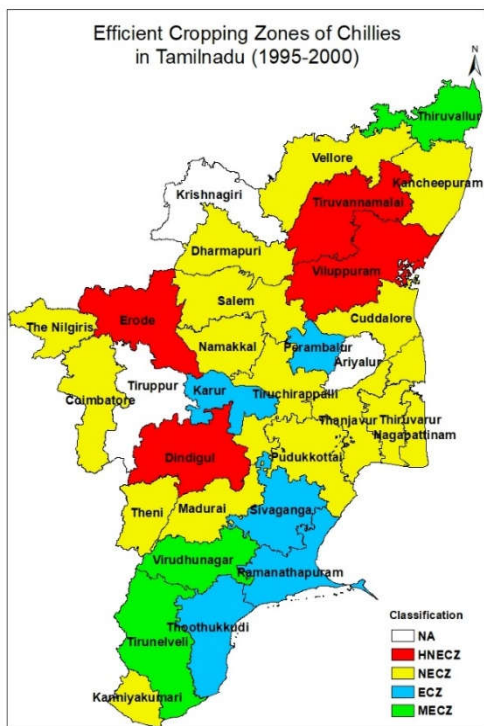 Efficient Cropping Zones of Chillies
in Tamilnadu (1995-2000)
N
Thiruvallur
Vellore
Kancheepuram
Krishnagiri
Tiruvannamalai
Dharmapuri
Viluppuram
Salem
Cuddalore
The Nilgiris
Erode
Namakkal
Perambalur
Ariyalur
Tiruppur
Karur
Coimbatore
Tiruchirappalli
Thanjavur
Thiruvarur
Nagapattinam
Dindigul
Pudukkottai
Theni
Madurai
Sivaganga
Virudhunagar
Ramanathapuram
Thoothukkudi
Tirunelveli
Kanniyakumari
Classification
NA
HNECZ
NECZ
ECZ
MECZ